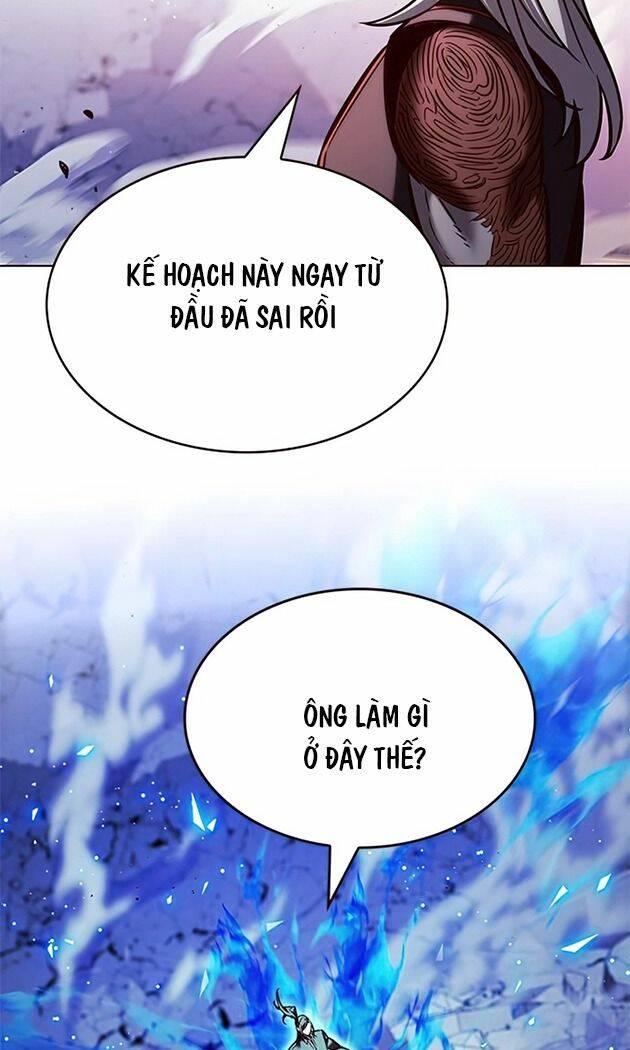 KẾ HOẠCH NÀY NGAY TỪ
ĐẦU ĐÃ SAI RỒI
ÔNG LÀM GÌ
Ở ĐÂY THẾ?